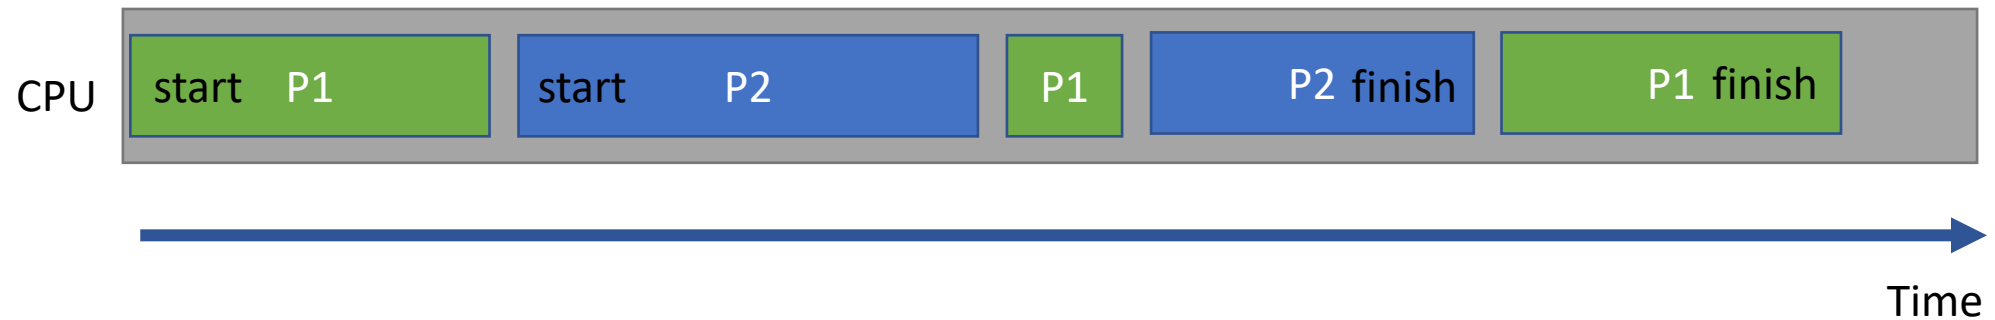 CPU start P1 start P2 P1 P2 finish P1 finish
Time